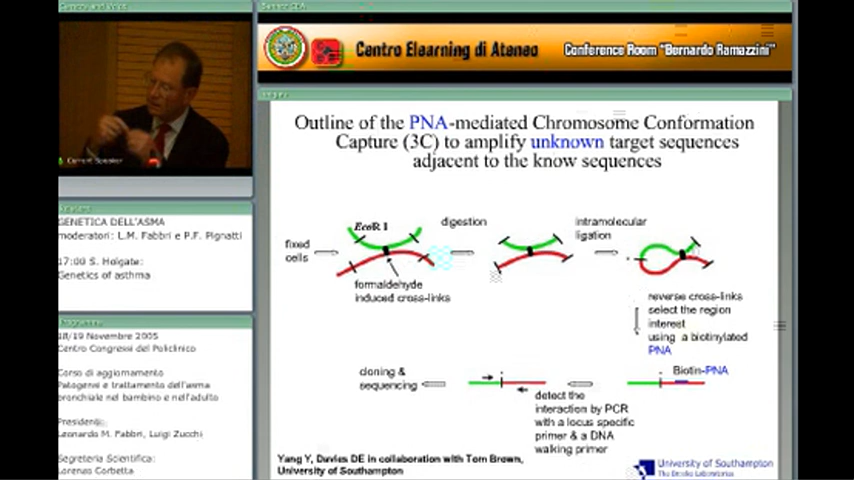 Current Speaker
GENETICA DELL'ASMA
moderatori: L.M. Fabbri e P.F. Pignatti
17:00 S. Holgate:
Genetics of asthma
18/19 Novembre 2005
Centro Congressi del Policlinico
Corso di aggiornamento
Patogenesi e trattamento dell'asma
bronchiale nel bambino e nell'adulto
Presidenti:
Leonardo M. Fabbri, Luigi Zucchi
Segreteria Scientifica:
Lorenzo Corbetta
Centro Elearning di Ateneo
Conference Room "Bernardo Ramazzini"
Outline of the PNA-mediated Chromosome Conformation
Capture (3C) to amplify unknown target sequences
adjacent to the know sequences
EcoR I
digestion
intramolecular
ligation
fixed
cells
formaldehyde
induced cross-links
reverse cross-links
select the region
interest
using a biotinylated
PNA
Biotin-PNA
cloning &
sequencing
detect the
interaction by PCR
with a locus specific
primer & a DNA
walking primer
Yang Y, Davies DE in collaboration with Tom Brown,
University of Southampton
University of Southampton